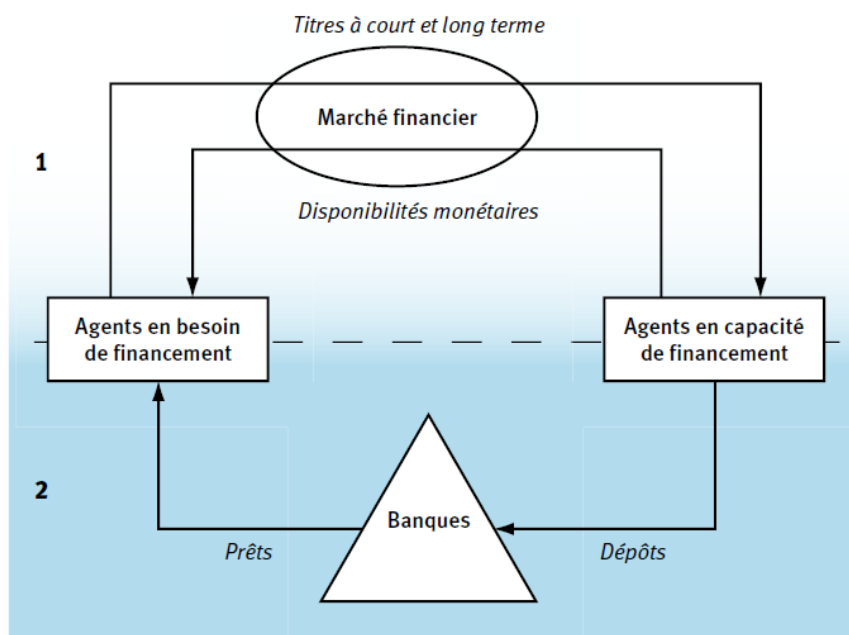 Titres à court et long terme
Marché financier
1
Disponibilités monétaires
Agents en besoin
de financement
Agents en capacité
de financement
2
Banques
Prêts
Dépôts